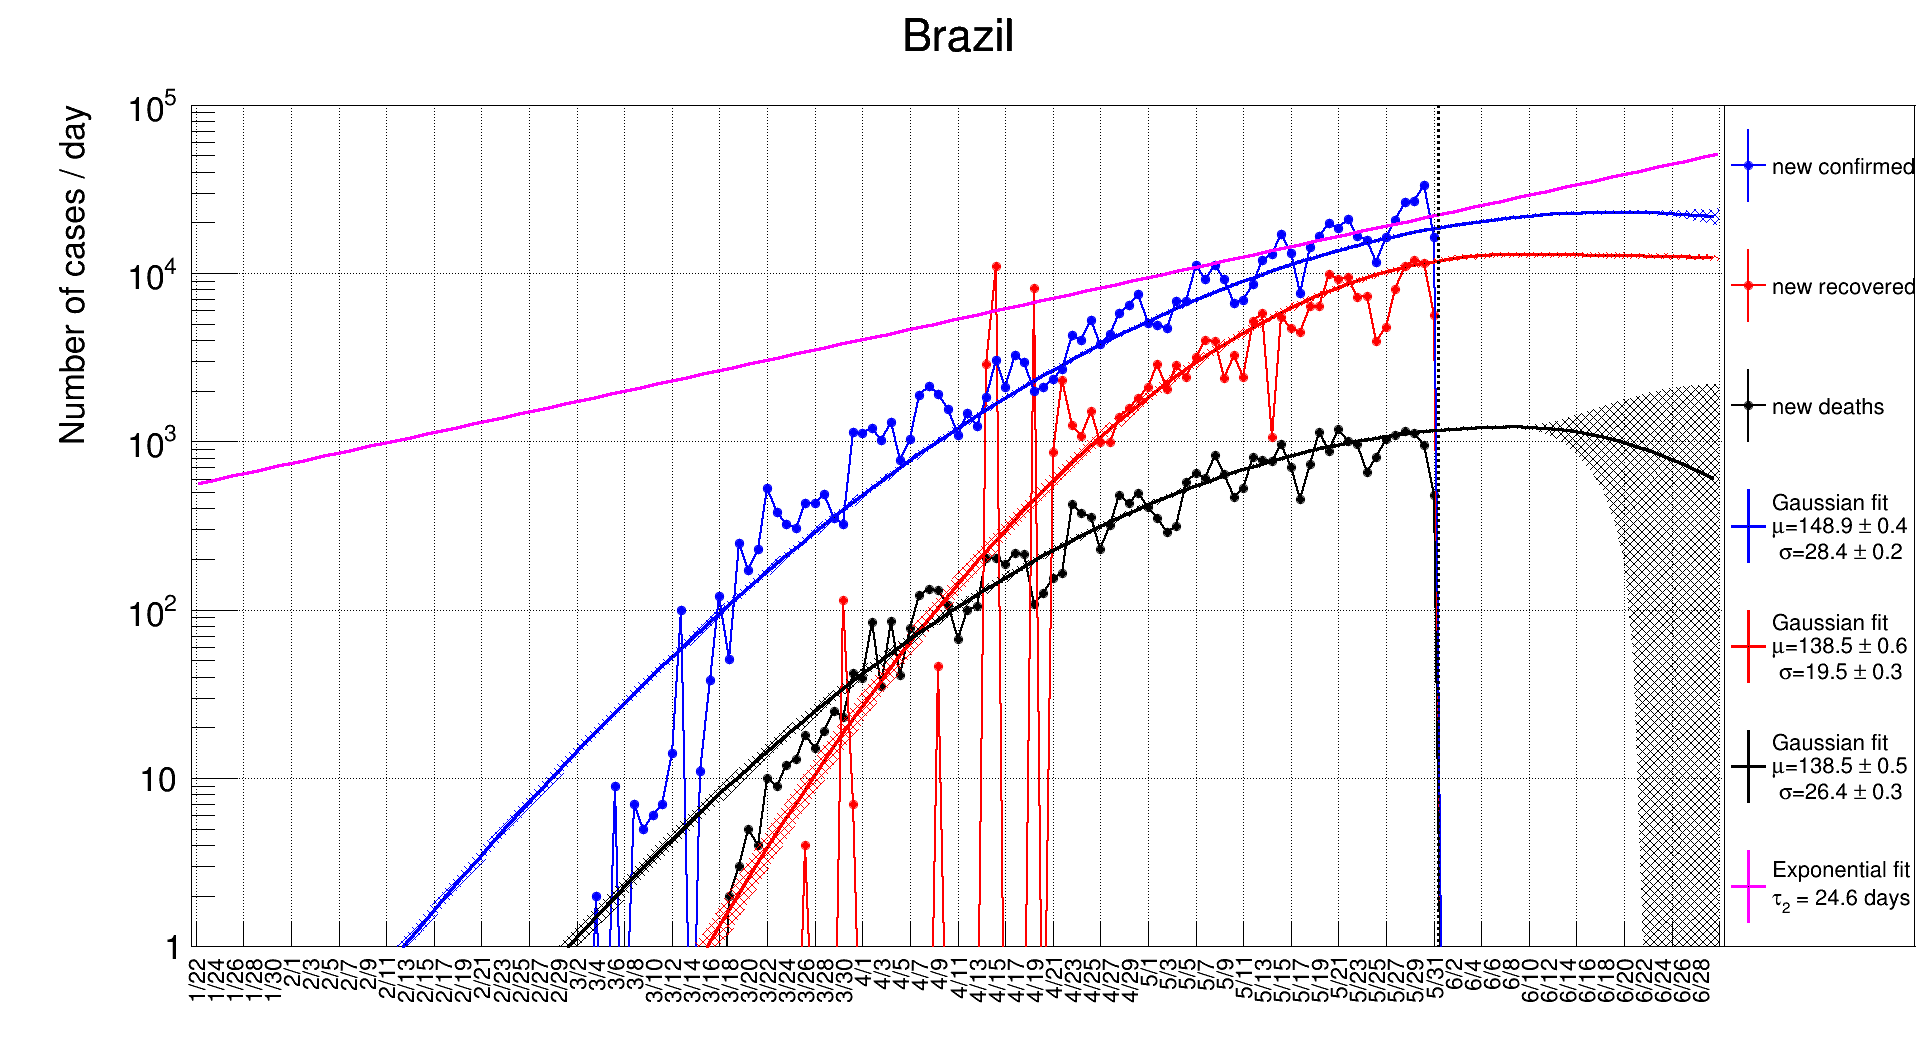 Brazil
Number of cases / day
10⁵
10⁴
10³
10²
10
1
1/22 1/24 1/26 1/28 1/30 2/1 2/3 2/5 2/7 2/9 2/11 2/13 2/15 2/17 2/19 2/21 2/23 2/25 2/27 2/29 3/2 3/4 3/6 3/8 3/10 3/12 3/14 3/16 3/18 3/20 3/22 3/24 3/26 3/28 3/30 4/1 4/3 4/5 4/7 4/9 4/11 4/13 4/15 4/17 4/19 4/21 4/23 4/25 4/27 4/29 5/1 5/3 5/5 5/7 5/9 5/11 5/13 5/15 5/17 5/19 5/21 5/23 5/25 5/27 5/29 5/31 6/2 6/4 6/6 6/8 6/10 6/12 6/14 6/16 6/18 6/20 6/22 6/24 6/26 6/28
new confirmed
new recovered
new deaths
Gaussian fit
μ=148.9 ± 0.4
σ=28.4 ± 0.2
Gaussian fit
μ=138.5 ± 0.6
σ=19.5 ± 0.3
Gaussian fit
μ=138.5 ± 0.5
σ=26.4 ± 0.3
Exponential fit
τ₂ = 24.6 days